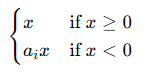 x if x ≥ 0
aᵢx if x < 0